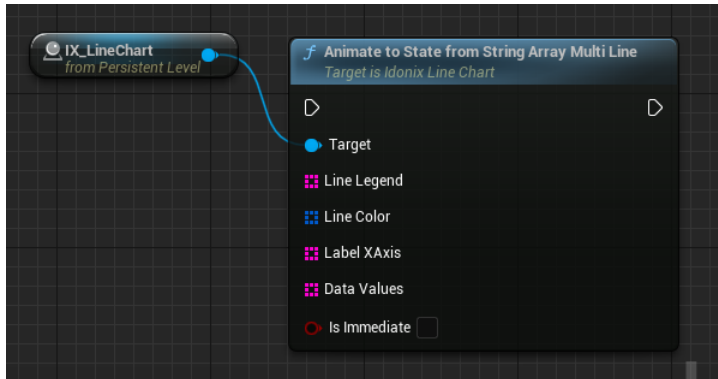 IX_LineChart
from Persistent Level
f Animate to State from String Array Multi Line
Target is Idonix Line Chart
Target
Line Legend
Line Color
Label XAxis
Data Values
Is Immediate